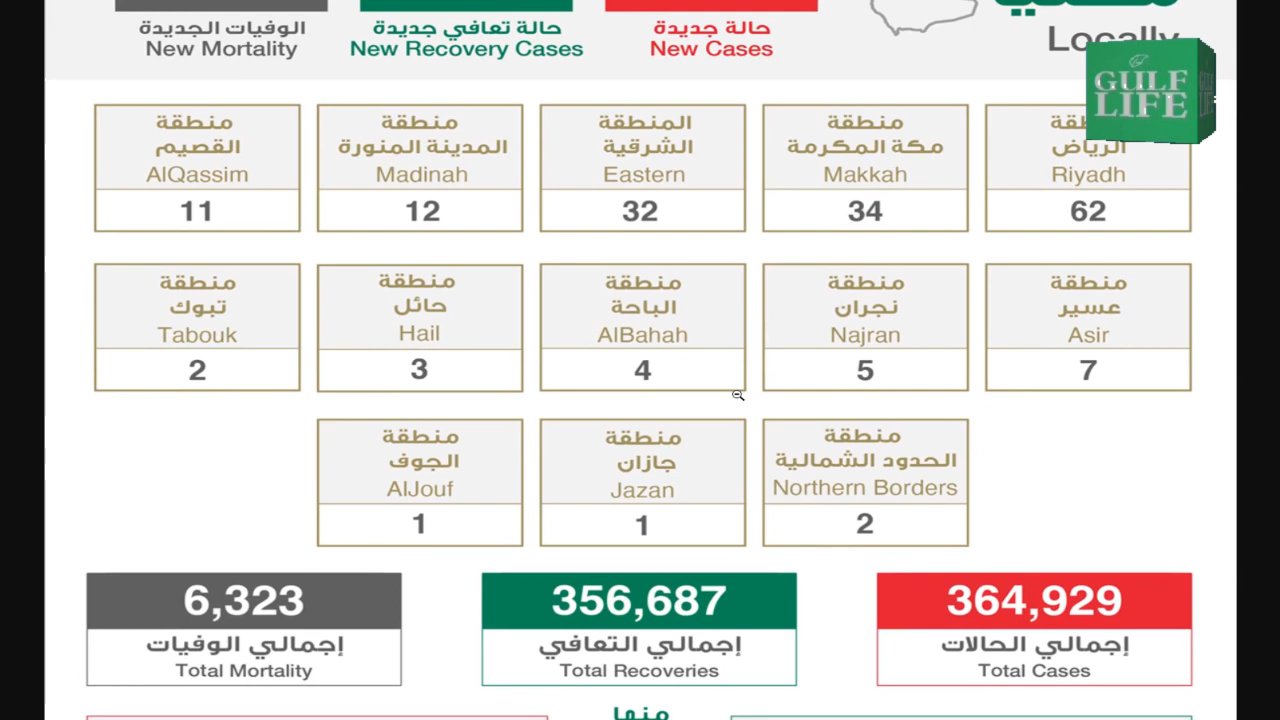 محلياً
Locally
حالة جديدة
New Cases
حالة تعافي جديدة
New Recovery Cases
الوفيات الجديدة
New Mortality
GULF
LIFE
الرياض
Riyadh
62
منطقة
مكة المكرمة
Makkah
34
المنطقة
الشرقية
Eastern
32
منطقة
المدينة المنورة
Madinah
12
منطقة
القصيم
AlQassim
11
منطقة
عسير
Asir
7
منطقة
نجران
Najran
5
منطقة
الباحة
AlBahah
4
منطقة
حائل
Hail
3
منطقة
تبوك
Tabouk
2
منطقة
الحدود الشمالية
Northern Borders
2
منطقة
جازان
Jazan
1
منطقة
الجوف
AlJouf
1
364,929
إجمالي الحالات
Total Cases
356,687
إجمالي التعافي
Total Recoveries
6,323
إجمالي الوفيات
Total Mortality
منها